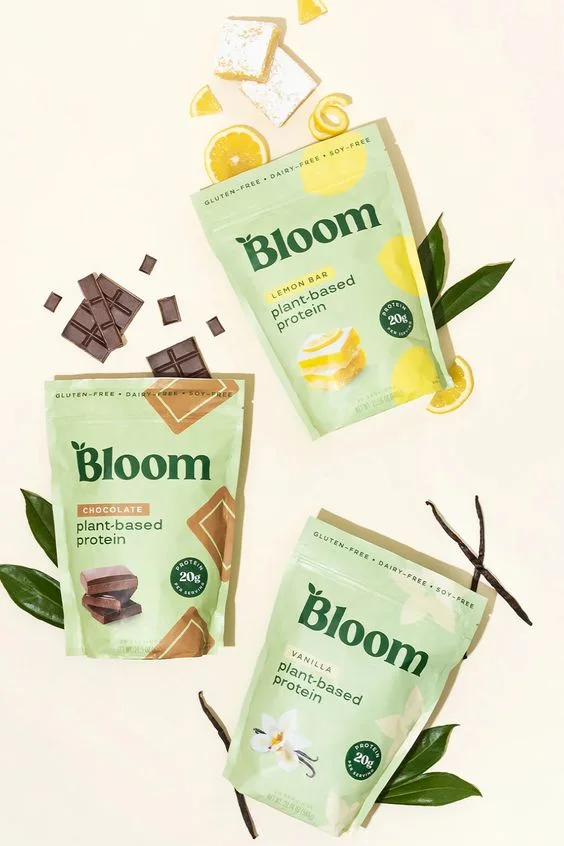 GLUTEN-FREE • DAIRY-FREE • SOY-FREE
Bloom
LEMON BAR
plant-based
protein
PROTEIN
20g
PER SERVING
GLUTEN-FREE • DAIRY-FREE • SOY-FREE
Bloom
CHOCOLATE
plant-based
protein
PROTEIN
20g
PER SERVING
GLUTEN-FREE • DAIRY-FREE • SOY-FREE
Bloom
VANILLA
plant-based
protein
PROTEIN
20g
PER SERVING